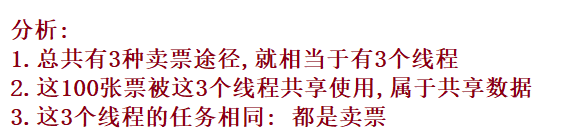 分析:
1.总共有3种卖票途径,就相当于有3个线程
2.这100张票被这3个线程共享使用,属于共享数据
3.这3个线程的任务相同: 都是卖票